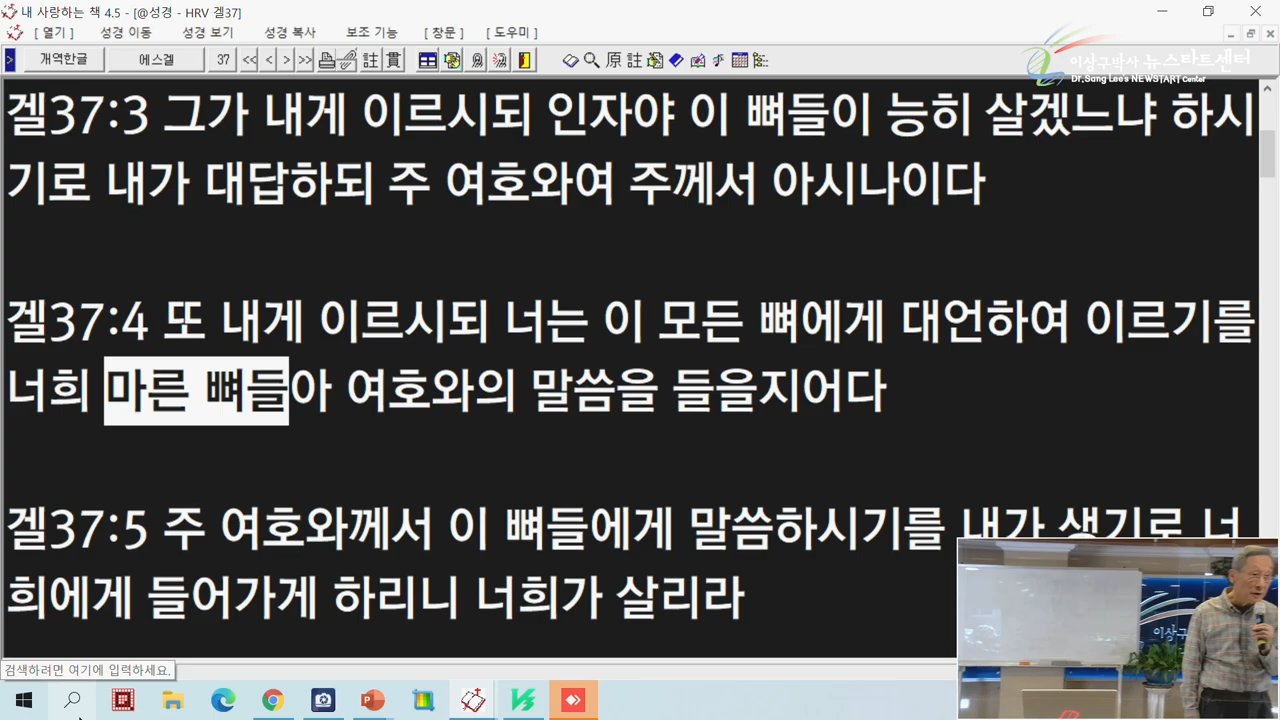 내 사랑하는 책 4.5 - [@성경 - HRV 겔37]
[ 열기 ] 성경 이동 성경 보기 성경 복사 보조 기능 [ 창문 ] [ 도우미 ]
개역한글 에스겔 37 << < > >> 註 貫 原 註
이상구박사 뉴스타트센터
Dr.Sang Lee's NEWSTART Center
겔37:3 그가 내게 이르시되 인자야 이 뼈들이 능히 살겠느냐 하시
기로 내가 대답하되 주 여호와여 주께서 아시나이다
겔37:4 또 내게 이르시되 너는 이 모든 뼈에게 대언하여 이르기를
너희 마른 뼈들아 여호와의 말씀을 들을지어다
겔37:5 주 여호와께서 이 뼈들에게 말씀하시기를 내가 생기로 너
희에게 들어가게 하리니 너희가 살리라
이상구
검색하려면 여기에 입력하세요.